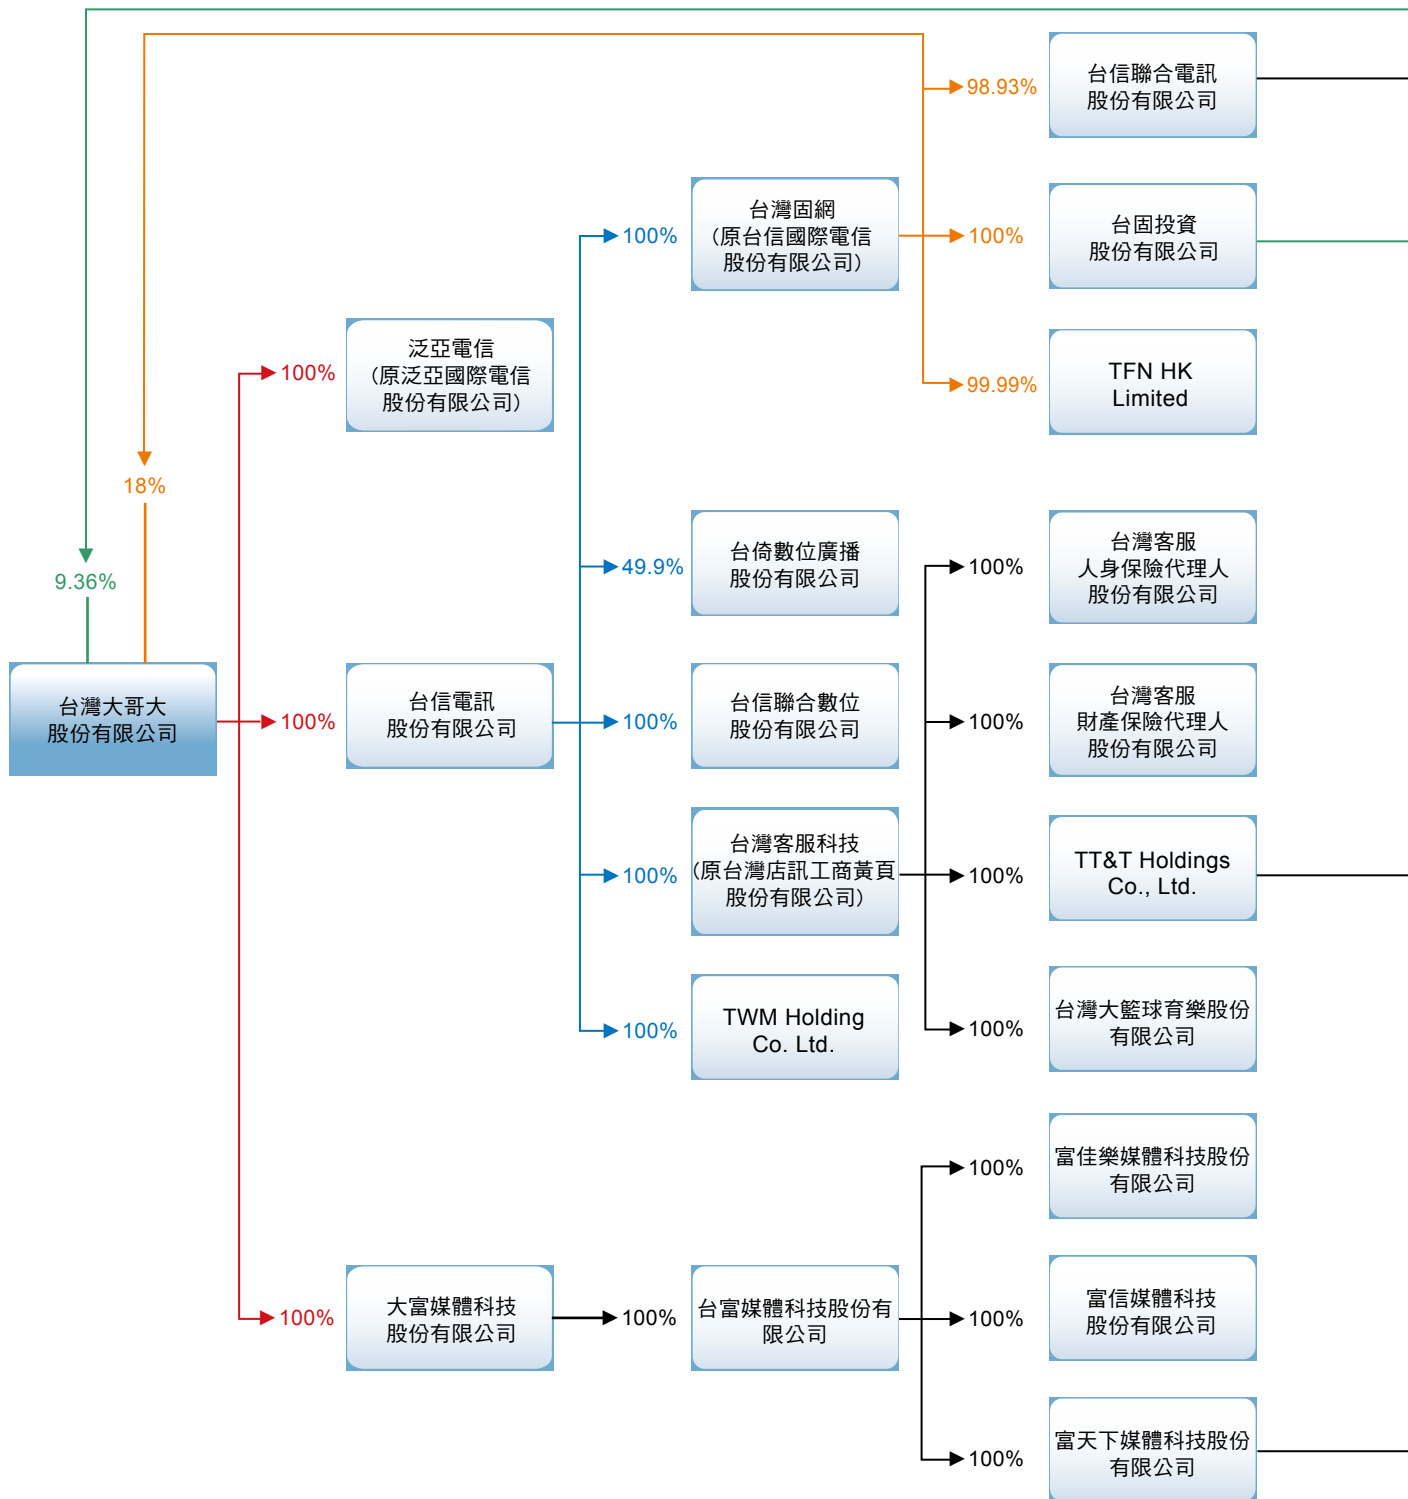 98.93%
台信聯合電訊
股份有限公司
100%
台灣固網
(原台信國際電信
股份有限公司)
100%
台固投資
股份有限公司
100%
泛亞電信
(原泛亞國際電信
股份有限公司)
99.99%
TFN HK
Limited
18%
9.36%
49.9%
台倚數位廣播
股份有限公司
100%
台灣客服
人身保險代理人
股份有限公司
台灣大哥大
股份有限公司
100%
台信電訊
股份有限公司
100%
台信聯合數位
股份有限公司
100%
台灣客服
財產保險代理人
股份有限公司
100%
台灣客服科技
(原台灣店訊工商黃頁
股份有限公司)
100%
TT&T Holdings
Co., Ltd.
100%
TWM Holding
Co. Ltd.
100%
台灣大籃球育樂股份
有限公司
100%
富佳樂媒體科技股份
有限公司
100%
大富媒體科技
股份有限公司
100%
台富媒體科技股份有
限公司
100%
富信媒體科技
股份有限公司
100%
富天下媒體科技股份
有限公司